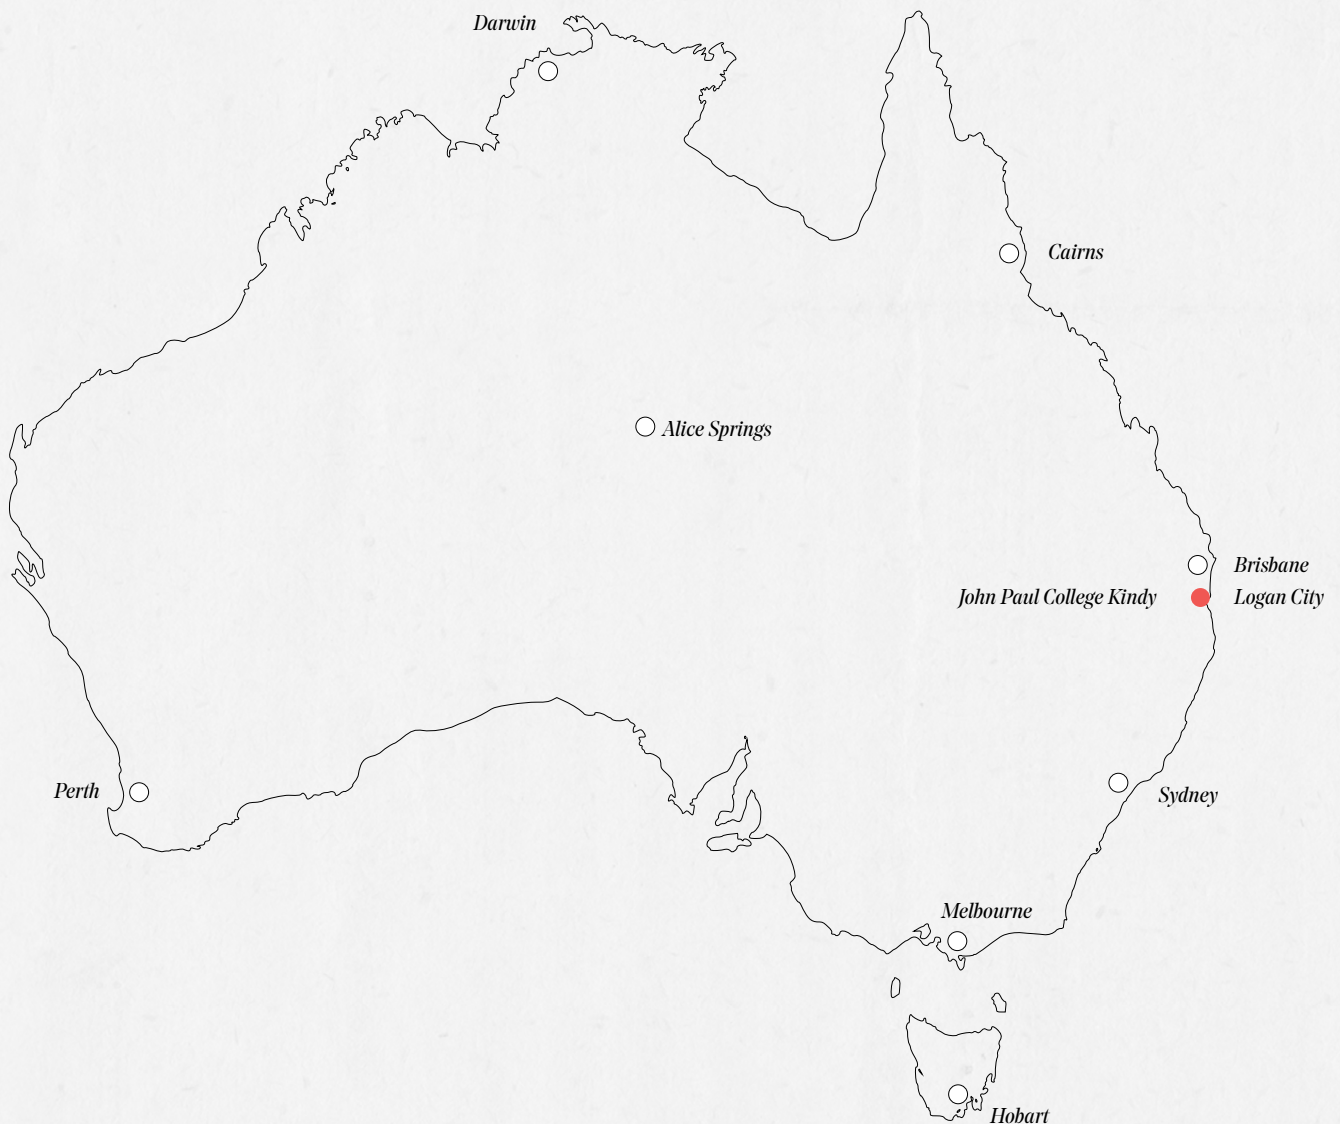 Darwin
Cairns
Alice Springs
Brisbane
John Paul College Kindy
Logan City
Perth
Sydney
Melbourne
Hobart